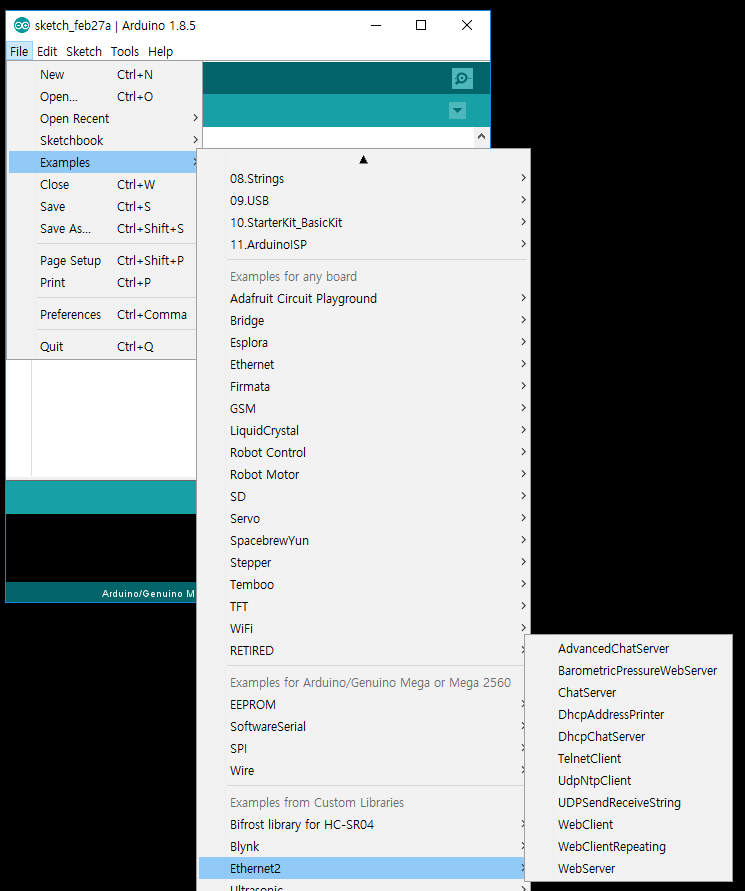 sketch_feb27a | Arduino 1.8.5
File Edit Sketch Tools Help
New Ctrl+N
Open... Ctrl+O
Open Recent
Sketchbook
Examples
Close Ctrl+W
Save Ctrl+S
Save As... Ctrl+Shift+S
Page Setup Ctrl+Shift+P
Print Ctrl+P
Preferences Ctrl+Comma
Quit Ctrl+Q
08.Strings
09.USB
10.StarterKit_BasicKit
11.ArduinoISP
Examples for any board
Adafruit Circuit Playground
Bridge
Esplora
Ethernet
Firmata
GSM
LiquidCrystal
Robot Control
Robot Motor
SD
Servo
SpacebrewYun
Stepper
Temboo
TFT
WiFi
RETIRED
Examples for Arduino/Genuino Mega or Mega 2560
EEPROM
SoftwareSerial
SPI
Wire
Examples from Custom Libraries
Bifrost library for HC-SR04
Blynk
Ethernet2
Ultrasonic
AdvancedChatServer
BarometricPressureWebServer
ChatServer
DhcpAddressPrinter
DhcpChatServer
TelnetClient
UdpNtpClient
UDPSendReceiveString
WebClient
WebClientRepeating
WebServer
Arduino/Genuino M